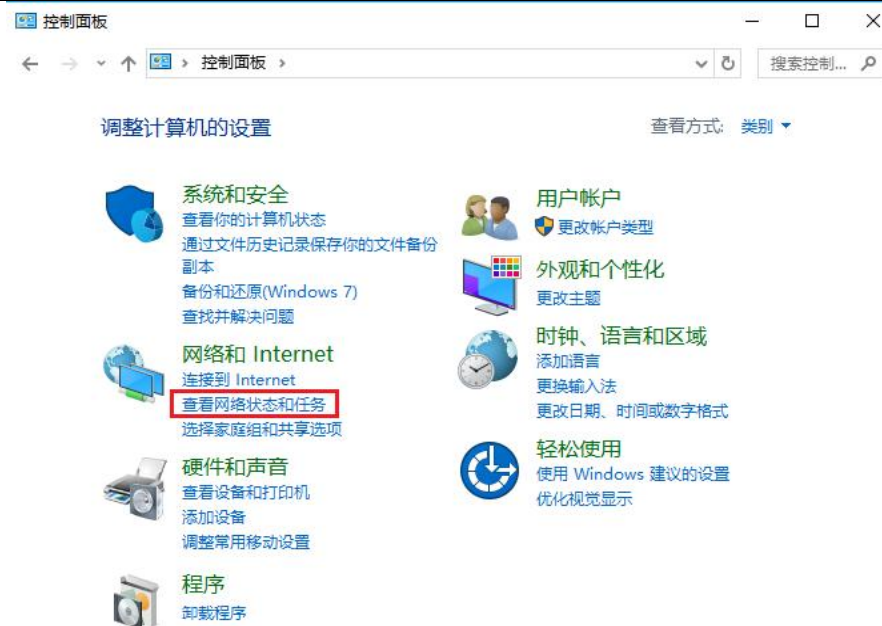 控制面板
控制面板
搜索控制...
调整计算机的设置
查看方式: 类别
系统和安全
查看你的计算机状态
通过文件历史记录保存你的文件备份
副本
备份和还原(Windows 7)
查找并解决问题
网络和 Internet
连接到 Internet
查看网络状态和任务
选择家庭组和共享选项
硬件和声音
查看设备和打印机
添加设备
调整常用移动设置
程序
卸载程序
用户帐户
更改帐户类型
外观和个性化
更改主题
时钟、语言和区域
添加语言
更换输入法
更改日期、时间或数字格式
轻松使用
使用 Windows 建议的设置
优化视觉显示